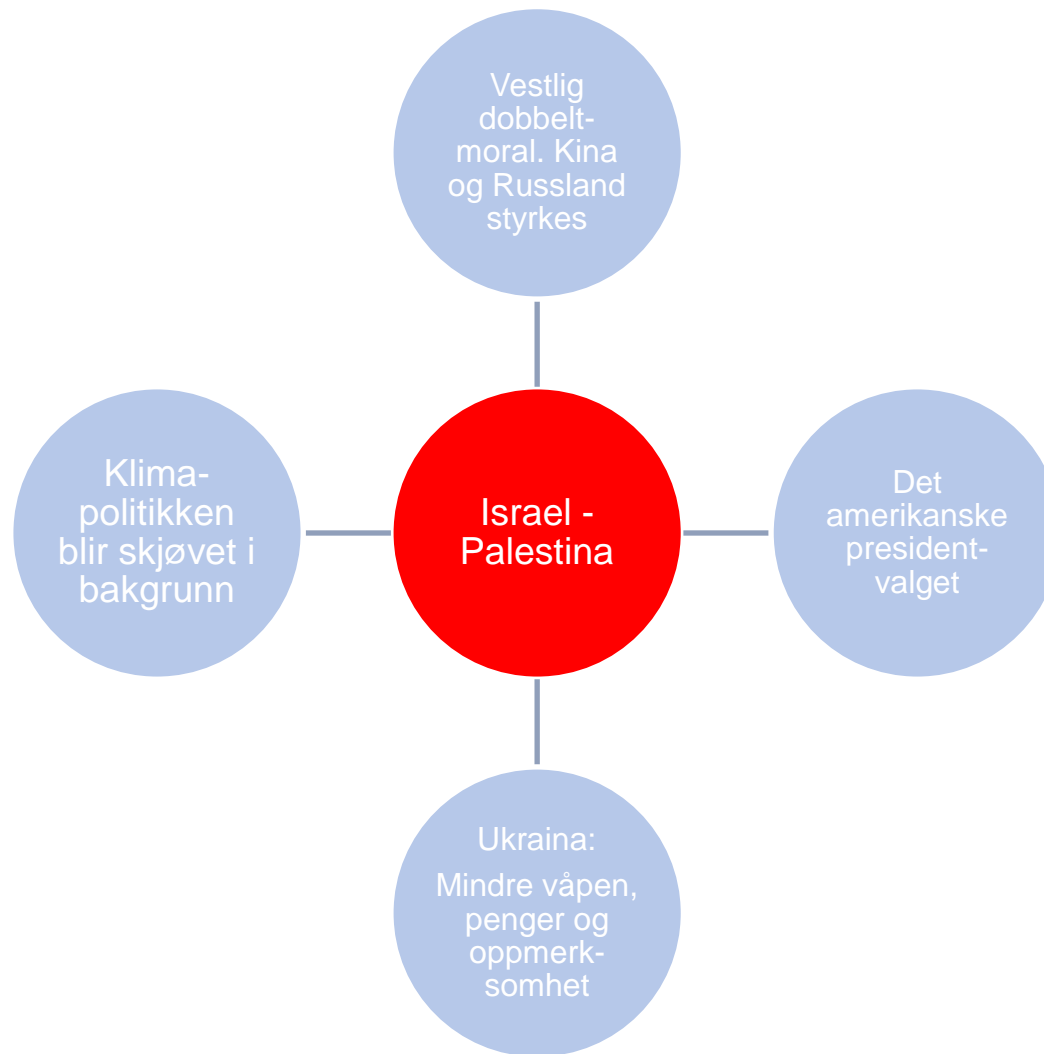 Vestlig
dobbelt-
moral. Kina
og Russland
styrkes
Klima-
politikken
blir skjøvet i
bakgrunn
Israel -
Palestina
Det
amerikanske
president-
valget
Ukraina:
Mindre våpen,
penger og
oppmerk-
somhet